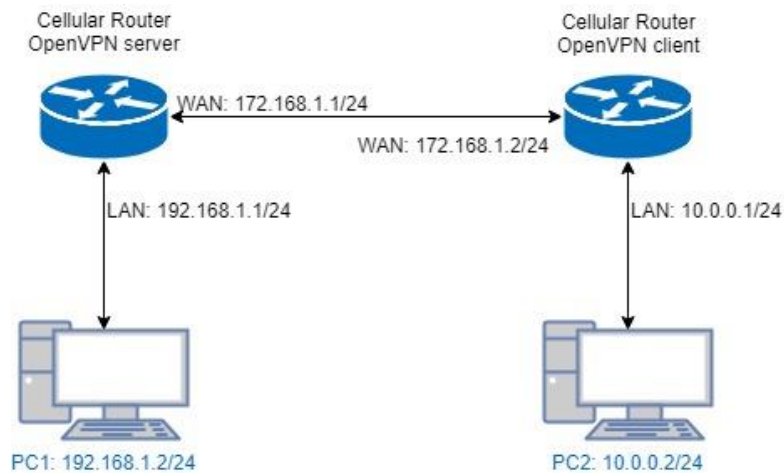 Cellular Router
OpenVPN server
Cellular Router
OpenVPN client
WAN: 172.168.1.1/24
WAN: 172.168.1.2/24
LAN: 192.168.1.1/24
LAN: 10.0.0.1/24
PC1: 192.168.1.2/24
PC2: 10.0.0.2/24